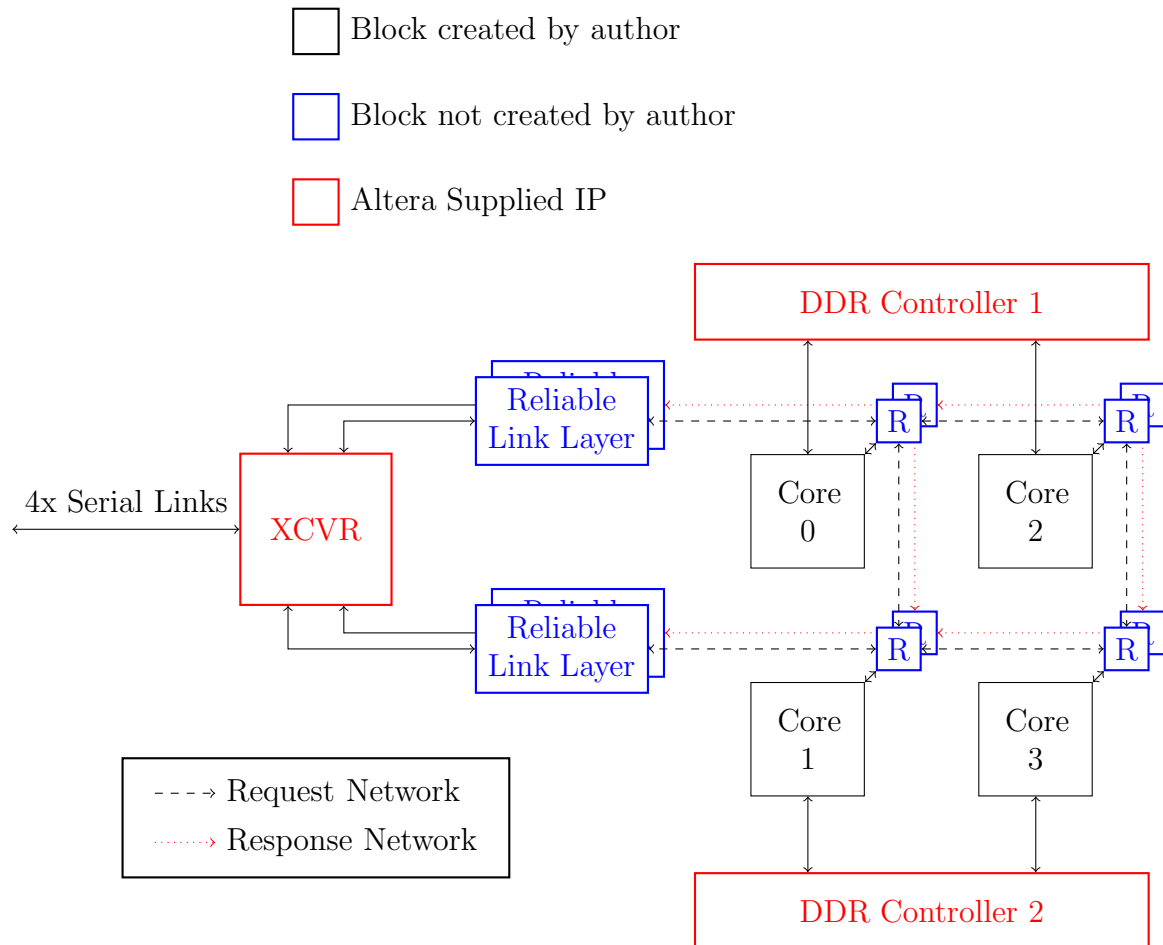 Block created by author
Block not created by author
Altera Supplied IP
DDR Controller 1
Reliable
Reliable
Link Layer
R
R
R
R
4x Serial Links
XCVR
Core
0
Core
2
Reliable
Reliable
Link Layer
R
R
R
R
Core
1
Core
3
Request Network
Response Network
DDR Controller 2